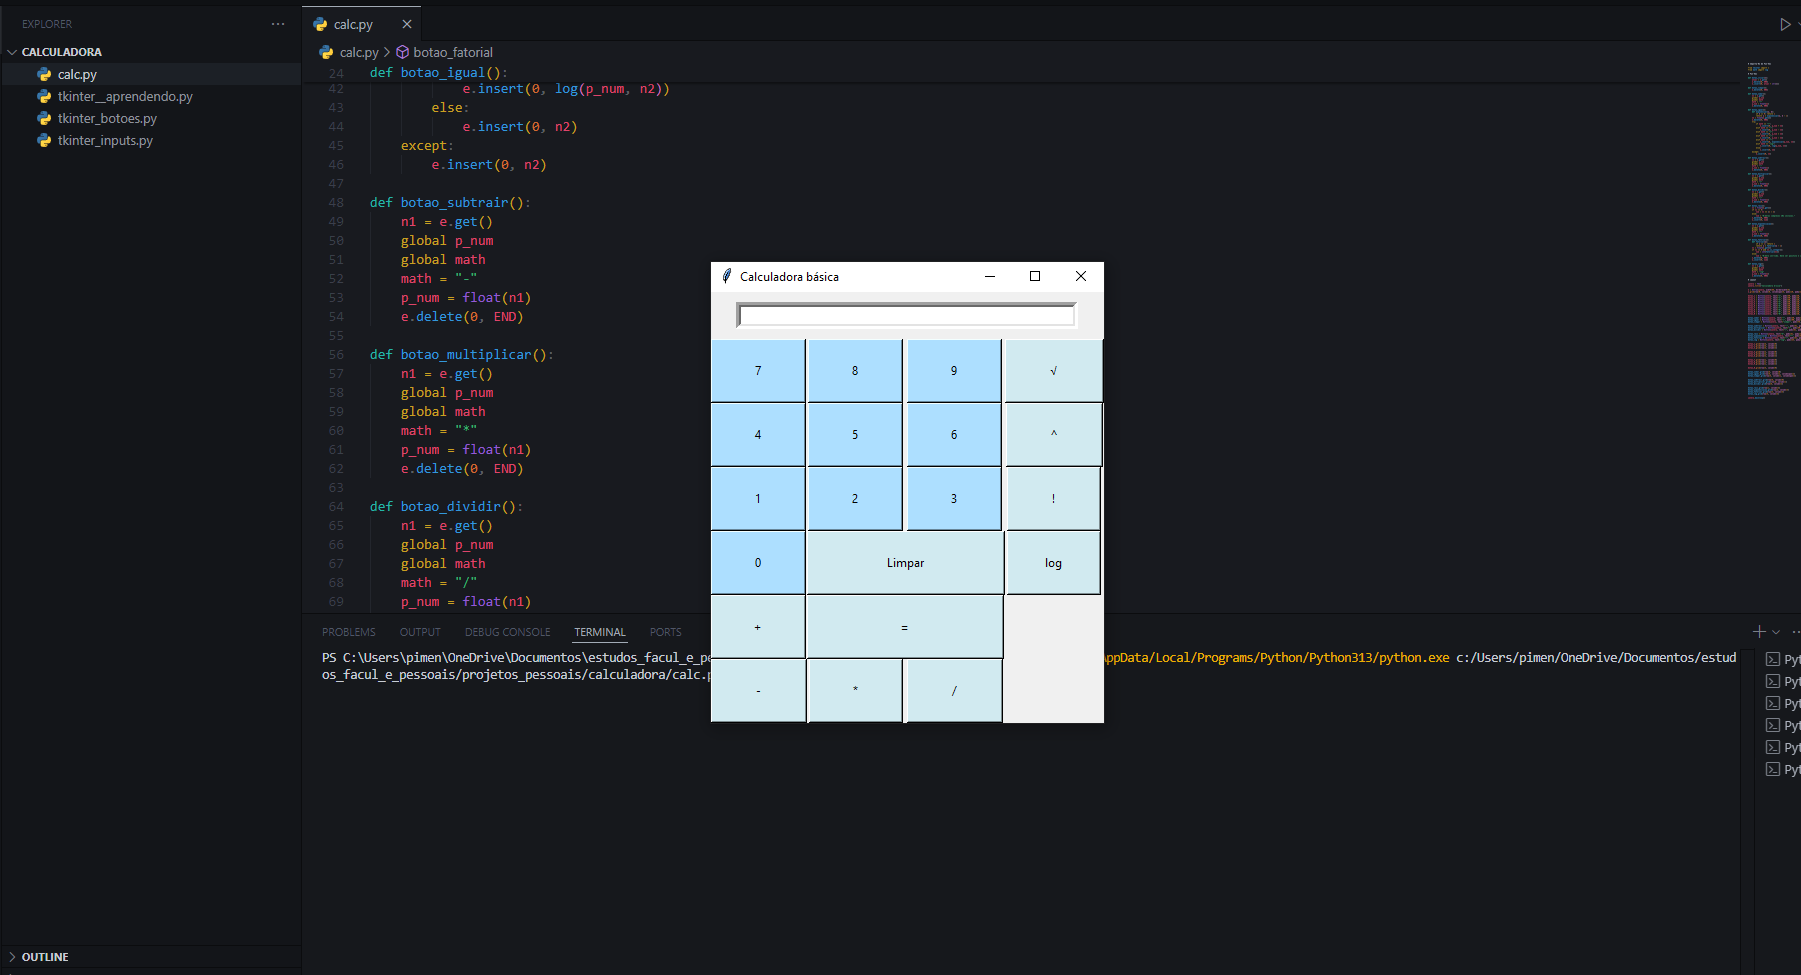 EXPLORER
CALCULADORA
calc.py
tkinter__aprendendo.py
tkinter_botoes.py
tkinter_inputs.py
OUTLINE
calc.py
calc.py > botao_fatorial
24 def botao_igual():
42 e.insert(0, log(p_num, n2))
43 else:
44 e.insert(0, n2)
45 except:
46 e.insert(0, n2)
47
48 def botao_subtrair():
49 n1 = e.get()
50 global p_num
51 global math
52 math = "-"
53 p_num = float(n1)
54 e.delete(0, END)
55
56 def botao_multiplicar():
57 n1 = e.get()
58 global p_num
59 global math
60 math = "*"
61 p_num = float(n1)
62 e.delete(0, END)
63
64 def botao_dividir():
65 n1 = e.get()
66 global p_num
67 global math
68 math = "/"
69 p_num = float(n1)
Calculadora básica
7 8 9 √
4 5 6 ^
1 2 3 !
0 Limpar log
+ =
- * /
PROBLEMS OUTPUT DEBUG CONSOLE TERMINAL PORTS
PS C:\Users\pimen\OneDrive\Documentos\estudos_facul_e_pe ppData/Local/Programs/Python/Python313/python.exe c:/Users/pimen/OneDrive/Documentos/estud
os_facul_e_pessoais/projetos_pessoais/calculadora/calc.p
Pyt
Pyt
Pyt
Pyt
Pyt
Pyt